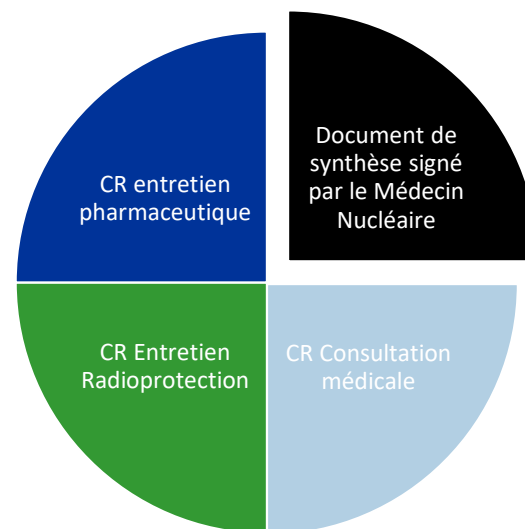 Document de
synthèse signé
par le Médecin
Nucléaire
CR entretien
pharmaceutique
CR Entretien
Radioprotection
CR Consultation
médicale